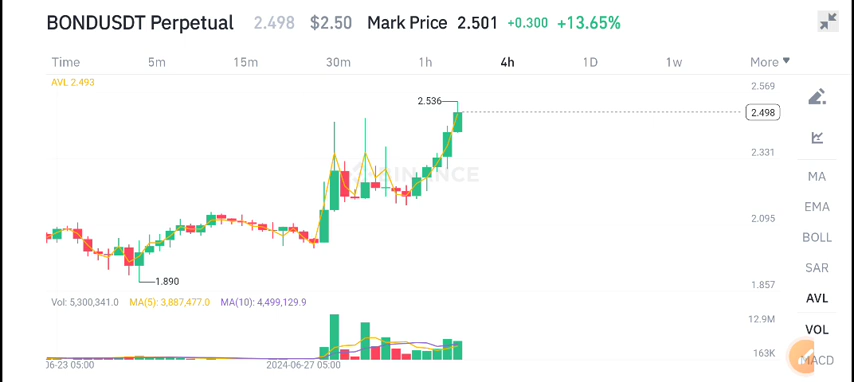 BONDUSDT Perpetual 2.498 $2.50 Mark Price 2.501 +0.300 +13.65%
Time 5m 15m 30m 1h 4h 1D 1w More
AVL 2.493
2.569
2.536
2.498
2.331
BINANCE
MA
EMA
2.095
BOLL
SAR
1.890
1.857
AVL
Vol: 5,300,341.0 MA(5): 3,887,477.0 MA(10): 4,499,129.9
12.9M
VOL
163K
MACD
06-23 05:00 2024-06-27 05:00